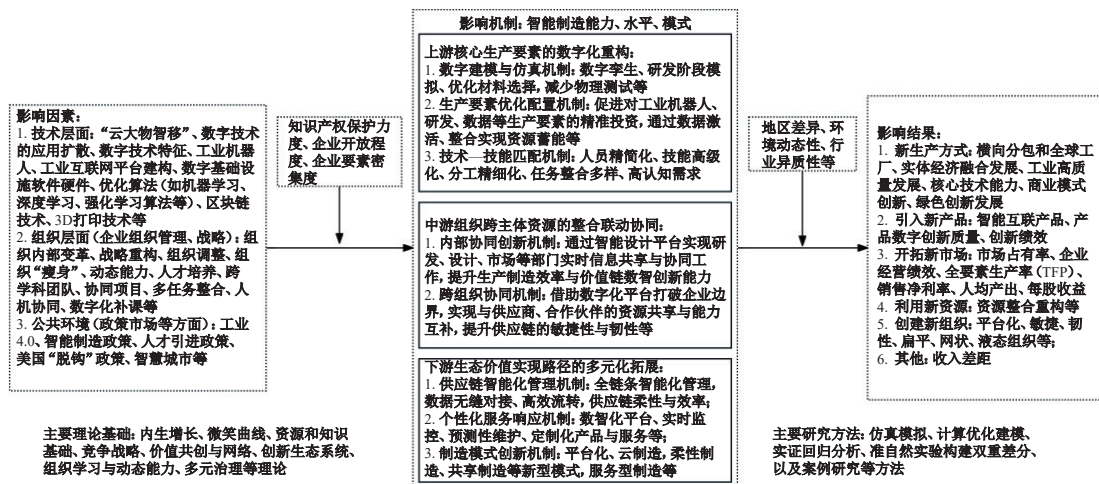 影响因素：
1. 技术层面：“云大物智移”、数字技术
的应用扩散、数字技术特征、工业机器
人、工业互联网平台建构、数字基础设
施软件硬件、优化算法（如机器学习、
深度学习、强化学习算法等）、区块链
技术、3D打印技术等
2. 组织层面（企业组织管理、战略）：组
织内部变革、战略重构、组织调整、组
织“瘦身”、动态能力、人才培养、跨
学科团队、协同项目、多任务整合、人
机协同、数字化补课等
3. 公共环境（政策市场等方面）：工业
4.0、智能制造政策、人才引进政策、
美国“脱钩”政策、智慧城市等
知识产权保护力
度、企业开放程
度、企业要素密
集度
影响机制：智能制造能力、水平、模式
上游核心生产要素的数字化重构：
1. 数字建模与仿真机制：数字孪生、研发阶段模
拟、优化材料选择，减少物理测试等
2. 生产要素优化配置机制：促进对工业机器人、
研发、数据等生产要素的精准投资，通过数据激
活、整合实现资源蓄能等
3. 技术—技能匹配机制：人员精简化、技能高级
化、分工精细化、任务整合多样、高认知需求
中游组织跨主体资源的整合联动协同：
1. 内部协同创新机制：通过智能设计平台实现研
发、设计、市场等部门实时信息共享与协同工
作，提升生产制造效率与价值链数智创新能力
2. 跨组织协同机制：借助数字化平台打破企业边
界，实现与供应商、合作伙伴的资源共享与能力
互补，提升供应链的敏捷性与韧性等
下游生态价值实现路径的多元化拓展：
1. 供应链智能化管理机制：全链条智能化管理，
数据无缝对接、高效流转，供应链柔性与效率；
2. 个性化服务响应机制：数智化平台、实时监
控、预测性维护、定制化产品与服务等；
3. 制造模式创新机制：平台化、云制造，柔性制
造、共享制造等新型模式，服务型制造等
地区差异、环
境动态性、行
业异质性等
影响结果：
1. 新生产方式：横向分包和全球工
厂、实体经济融合发展、工业高质
量发展、核心技术能力、商业模式
创新、绿色创新发展
2. 引入新产品：智能互联产品、产
品数字创新质量、创新绩效
3. 开拓新市场：市场占有率、企业
经营绩效、全要素生产率（TFP）、
销售净利率、人均产出、每股收益
4. 利用新资源：资源整合重构等
5. 创建新组织：平台化、敏捷、韧
性、扁平、网状、液态组织等；
6. 其他：收入差距
主要理论基础：内生增长、微笑曲线、资源和知识
基础、竞争战略、价值共创与网络、创新生态系统、
组织学习与动态能力、多元治理等理论
主要研究方法：仿真模拟、计算优化建模、
实证回归分析、准自然实验构建双重差分、
以及案例研究等方法